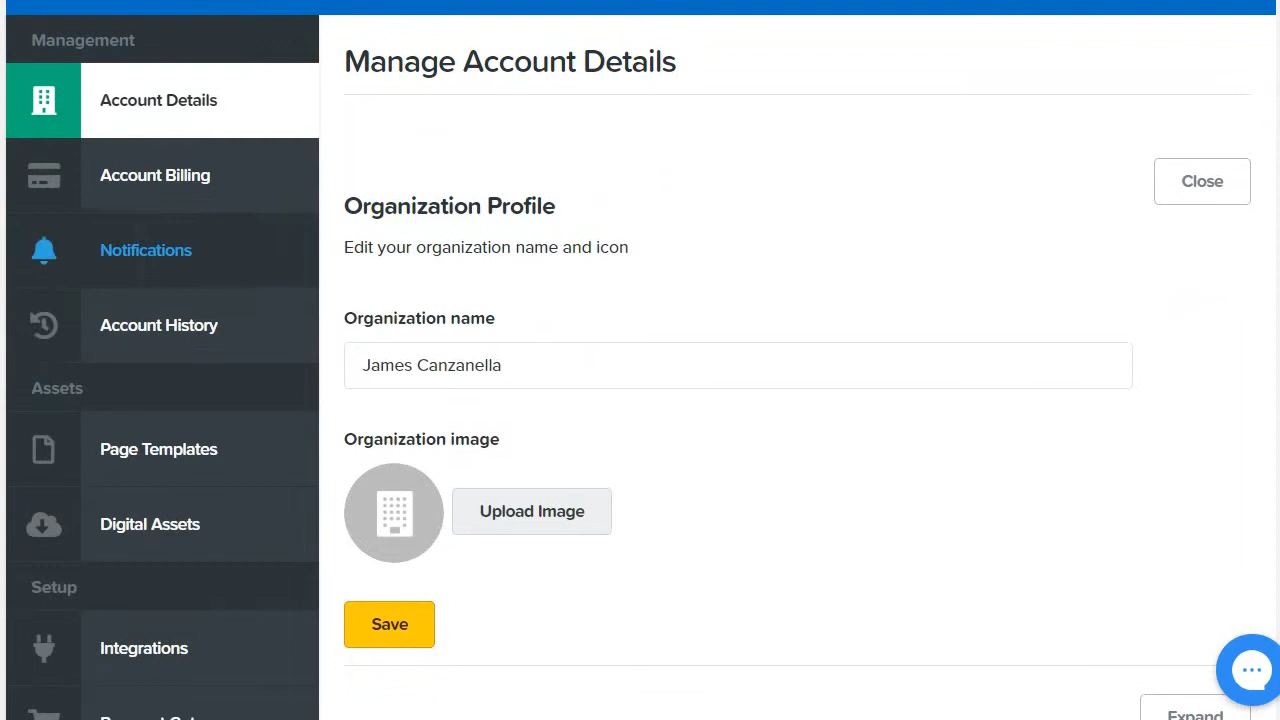 Management
Account Details
Account Billing
Notifications
Account History
Assets
Page Templates
Digital Assets
Setup
Integrations
Manage Account Details
Close
Organization Profile
Edit your organization name and icon
Organization name
James Canzanella
Organization image
Upload Image
Save
Expand